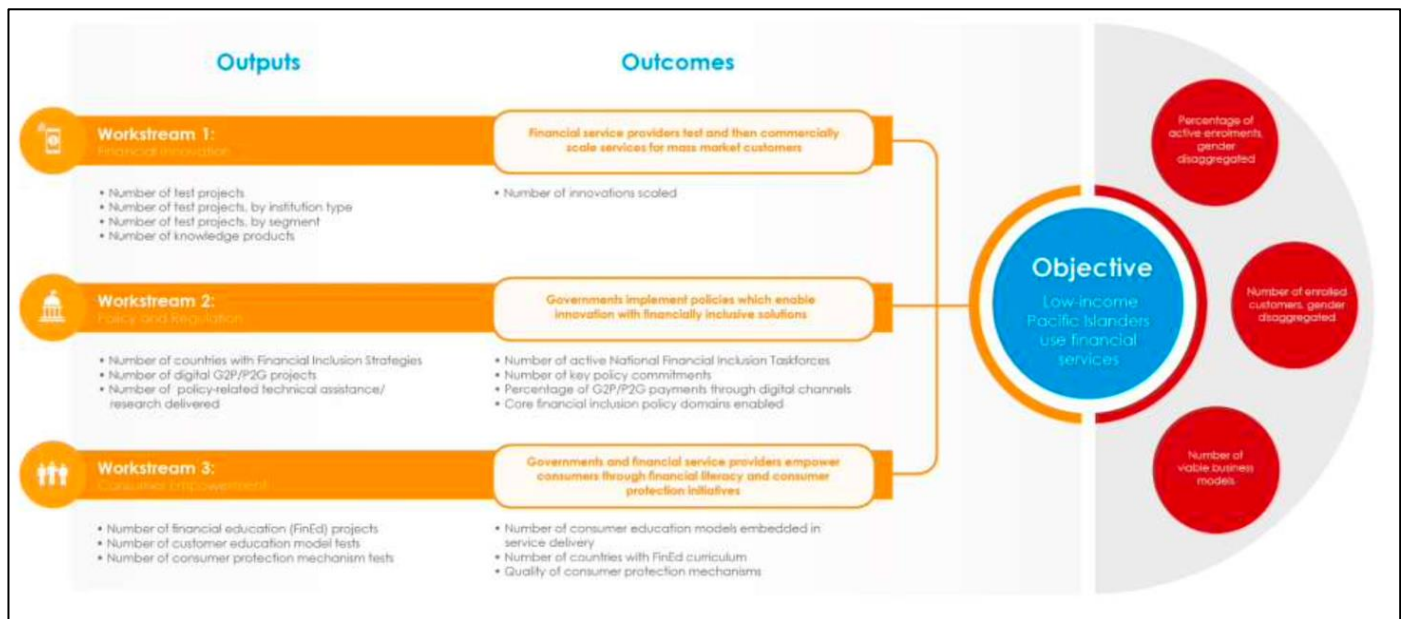 Outputs
Outcomes
Workstream 1:
Financial Innovation
Financial service providers test and then commercially
scale services for mass market customers
• Number of test projects
• Number of test projects, by institution type
• Number of test projects, by segment
• Number of knowledge products
• Number of innovations scaled
Workstream 2:
Policy and Regulation
Governments implement policies which enable
innovation with financially inclusive solutions
• Number of countries with Financial Inclusion Strategies
• Number of digital G2P/P2G projects
• Number of policy-related technical assistance/
research delivered
• Number of active National Financial Inclusion Taskforces
• Number of key policy commitments
• Percentage of G2P/P2G payments through digital channels
• Core financial inclusion policy domains enabled
Workstream 3:
Consumer Empowerment
Governments and financial service providers empower
consumers through financial literacy and consumer
protection initiatives
• Number of financial education (FinEd) projects
• Number of customer education model tests
• Number of consumer protection mechanism tests
• Number of consumer education models embedded in
service delivery
• Number of countries with FinEd curriculum
• Quality of consumer protection mechanisms
Objective
Low-income
Pacific Islanders
use financial
services
Percentage of
active enrolments,
gender
disaggregated
Number of enrolled
customers, gender
disaggregated
Number of
viable business
models